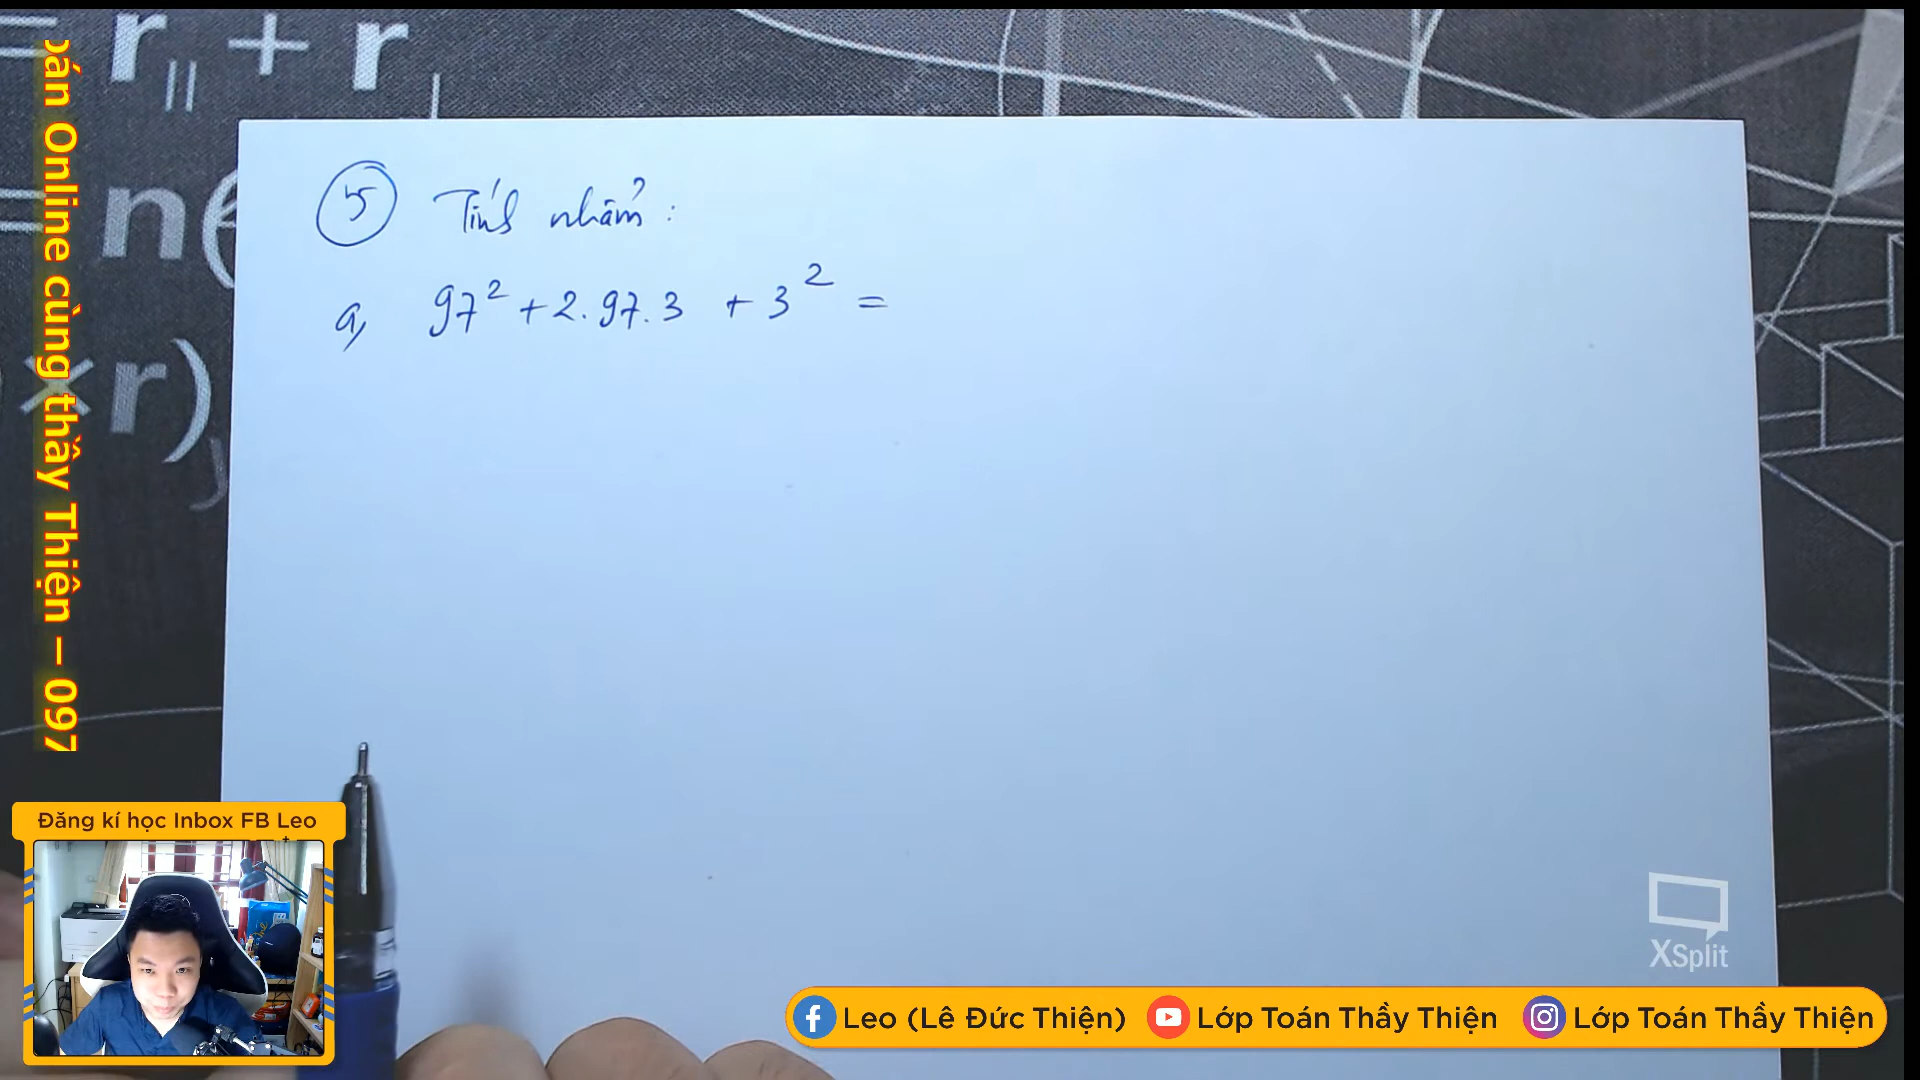 = r|| + r|
= n(
×r)
oán Online cùng thầy Thiện – 097
5 Tính nhẩm :
a, 97² + 2.97.3 + 3² =
Đăng kí học Inbox FB Leo
XSplit
Leo (Lê Đức Thiện) Lớp Toán Thầy Thiện Lớp Toán Thầy Thiện